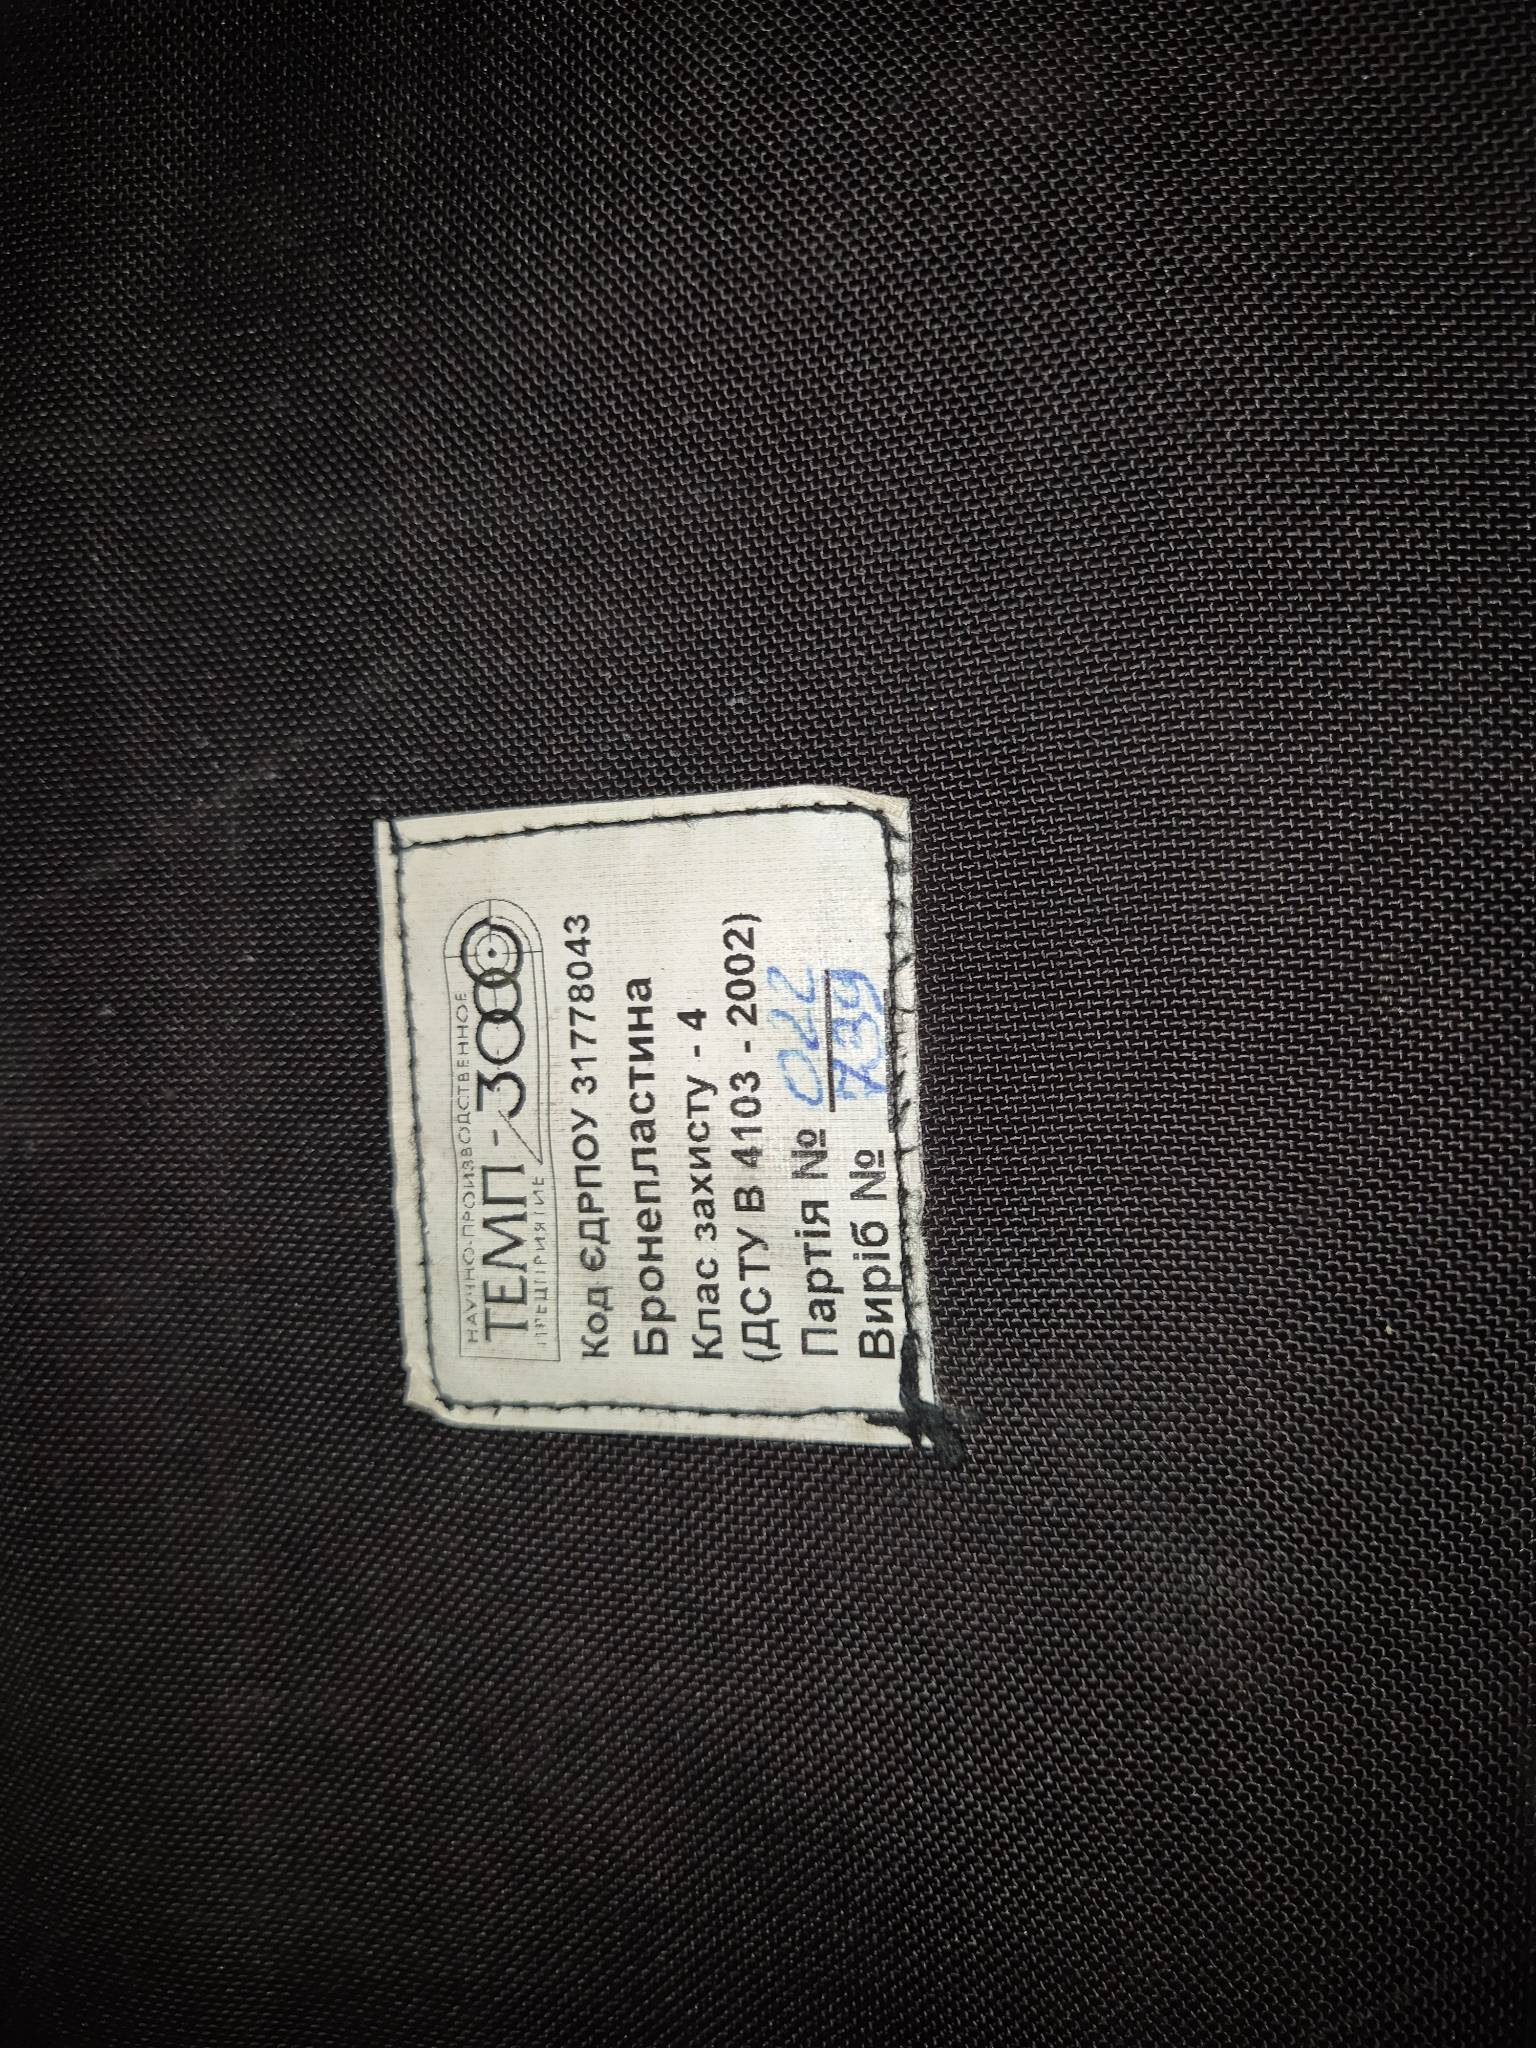 НАУЧНО-ПРОИЗВОДСТВЕННОЕ
ТЕМП-3000
ПРЕДПРИЯТИЕ
Код ЄДРПОУ 31778043
Бронепластина
Клас захисту - 4
(ДСТУ В 4103 - 2002)
Партія № 022
Виріб № 739